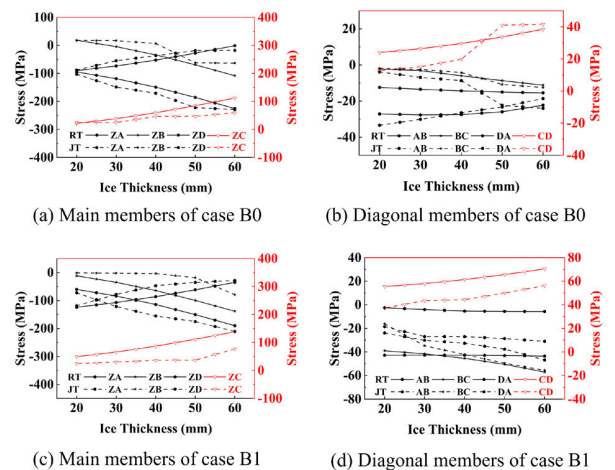 100
0
-100
-200
-300
-400
Stress (MPa)
RT ZA ZB ZD ZC
JT ZA ZB ZD ZC
20 30 40 50 60
Ice Thickness (mm)
400
300
200
100
0
-100
Stress (MPa)
(a) Main members of case B0
0
-20
-40
Stress (MPa)
RT AB BC DA CD
JT AB BC DA CD
20 30 40 50 60
Ice Thickness (mm)
40
20
0
-20
-40
Stress (MPa)
(b) Diagonal members of case B0
0
-100
-200
-300
-400
Stress (MPa)
RT ZA ZB ZD ZC
JT ZA ZB ZD ZC
20 30 40 50 60
Ice Thickness (mm)
400
300
200
100
0
-100
Stress (MPa)
(c) Main members of case B1
40
20
0
-20
-40
-60
-80
Stress (MPa)
RT AB BC DA CD
JT AB BC DA CD
20 30 40 50 60
Ice Thickness (mm)
80
60
40
20
0
-20
-40
Stress (MPa)
(d) Diagonal members of case B1